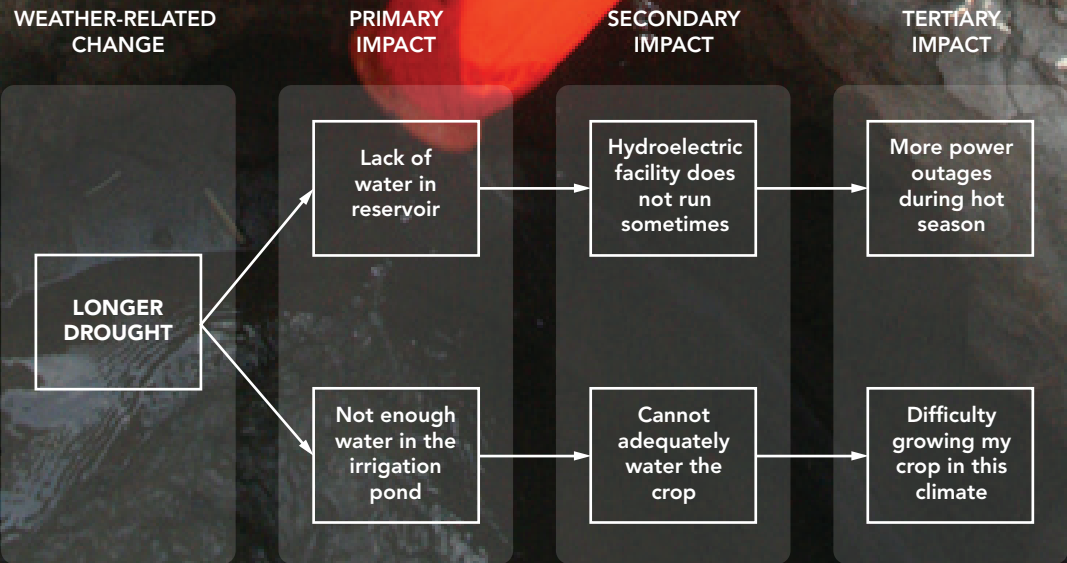 WEATHER-RELATED
CHANGE
PRIMARY
IMPACT
SECONDARY
IMPACT
TERTIARY
IMPACT
LONGER
DROUGHT
Lack of
water in
reservoir
Hydroelectric
facility does
not run
sometimes
More power
outages
during hot
season
Not enough
water in the
irrigation
pond
Cannot
adequately
water the
crop
Difficulty
growing my
crop in this
climate